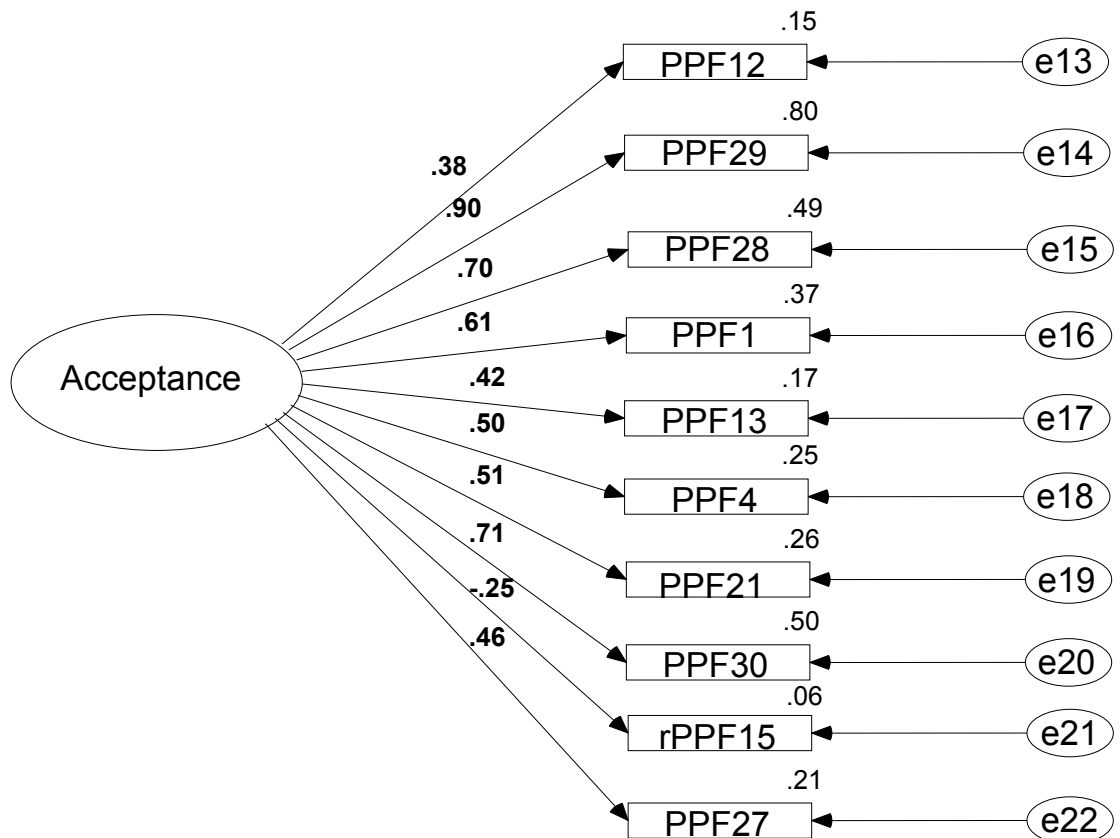 .15
PPF12
e13
.80
PPF29
e14
.38
.90
.49
PPF28
e15
.70
.37
PPF1
e16
.61
Acceptance
.42
.17
PPF13
e17
.50
.25
PPF4
e18
.51
.26
PPF21
e19
.71
-.25
.50
PPF30
e20
.46
.06
rPPF15
e21
.21
PPF27
e22